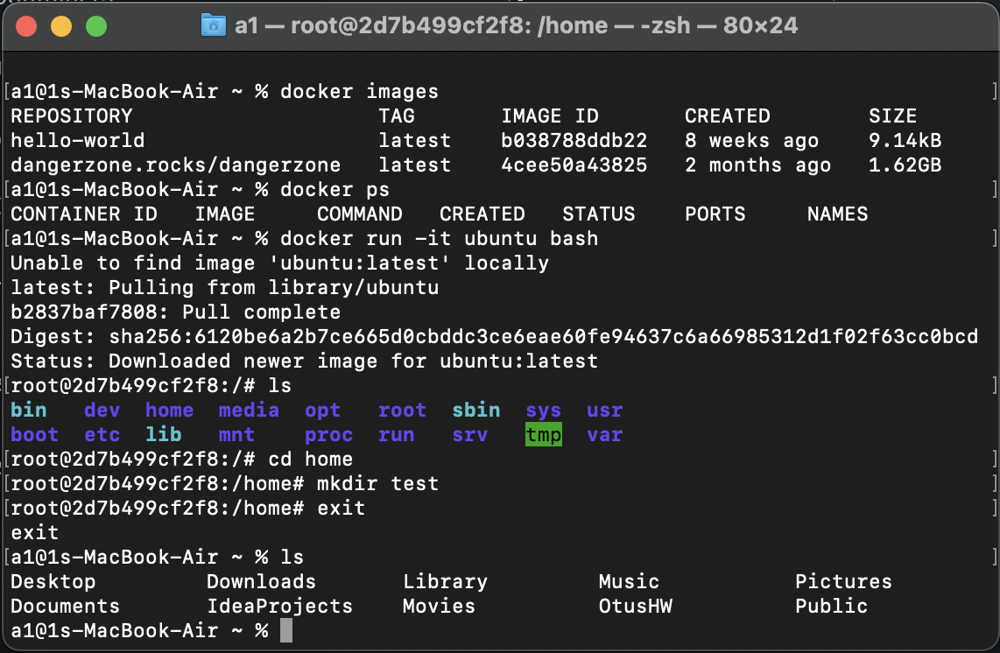 a1 — root@2d7b499cf2f8: /home — -zsh — 80×24
[a1@1s-MacBook-Air ~ % docker images ]
REPOSITORY TAG IMAGE ID CREATED SIZE
hello-world latest b038788ddb22 8 weeks ago 9.14kB
dangerzone.rocks/dangerzone latest 4cee50a43825 2 months ago 1.62GB
[a1@1s-MacBook-Air ~ % docker ps ]
CONTAINER ID IMAGE COMMAND CREATED STATUS PORTS NAMES
[a1@1s-MacBook-Air ~ % docker run -it ubuntu bash ]
Unable to find image 'ubuntu:latest' locally
latest: Pulling from library/ubuntu
b2837baf7808: Pull complete
Digest: sha256:6120be6a2b7ce665d0cbddc3ce6eae60fe94637c6a66985312d1f02f63cc0bcd
Status: Downloaded newer image for ubuntu:latest
[root@2d7b499cf2f8:/# ls ]
bin dev home media opt root sbin sys usr
boot etc lib mnt proc run srv tmp var
[root@2d7b499cf2f8:/# cd home ]
[root@2d7b499cf2f8:/home# mkdir test ]
[root@2d7b499cf2f8:/home# exit ]
exit
[a1@1s-MacBook-Air ~ % ls ]
Desktop Downloads Library Music Pictures
Documents IdeaProjects Movies OtusHW Public
a1@1s-MacBook-Air ~ %